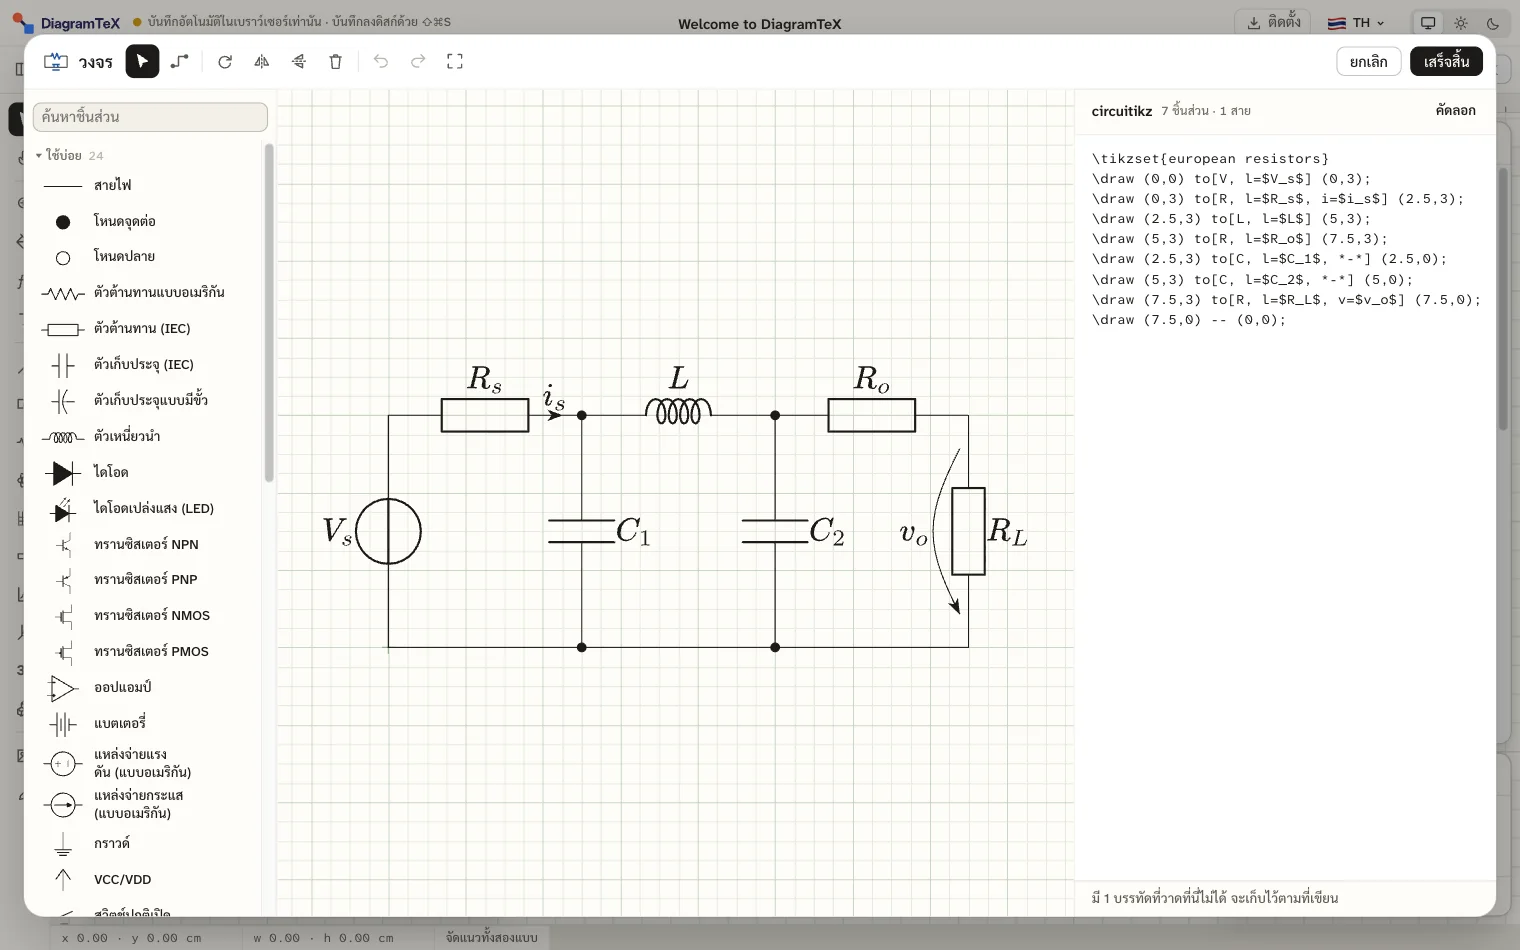 DiagramTeX
บันทึกอัตโนมัติในเบราว์เซอร์เท่านั้น · บันทึกลงดิสก์ด้วย ⇧⌘S
Welcome to DiagramTeX
ติดตั้ง
TH
วงจร
ยกเลิก
เสร็จสิ้น
ค้นหาชิ้นส่วน
ใช้บ่อย 24
สายไฟ
โหนดจุดต่อ
โหนดปลาย
ตัวต้านทานแบบอเมริกัน
ตัวต้านทาน (IEC)
ตัวเก็บประจุ (IEC)
ตัวเก็บประจุแบบมีขั้ว
ตัวเหนี่ยวนำ
ไดโอด
ไดโอดเปล่งแสง (LED)
ทรานซิสเตอร์ NPN
ทรานซิสเตอร์ PNP
ทรานซิสเตอร์ NMOS
ทรานซิสเตอร์ PMOS
ออปแอมป์
แบตเตอรี่
แหล่งจ่ายแรง
ดัน (แบบอเมริกัน)
แหล่งจ่ายกระแส
(แบบอเมริกัน)
กราวด์
VCC/VDD
สวิตช์ปกติเปิด
R_s
i_s
L
R_o
V_s
C_1
C_2
v_o
R_L
circuitikz 7 ชิ้นส่วน · 1 สาย
คัดลอก
\tikzset{european resistors}
\draw (0,0) to[V, l=$V_s$] (0,3);
\draw (0,3) to[R, l=$R_s$, i=$i_s$] (2.5,3);
\draw (2.5,3) to[L, l=$L$] (5,3);
\draw (5,3) to[R, l=$R_o$] (7.5,3);
\draw (2.5,3) to[C, l=$C_1$, *-*] (2.5,0);
\draw (5,3) to[C, l=$C_2$, *-*] (5,0);
\draw (7.5,3) to[R, l=$R_L$, v=$v_o$] (7.5,0);
\draw (7.5,0) -- (0,0);
มี 1 บรรทัดที่วาดที่นี่ไม่ได้ จะเก็บไว้ตามที่เขียน
x 0.00 · y 0.00 cm
w 0.00 · h 0.00 cm
จัดแนวทั้งสองแบบ